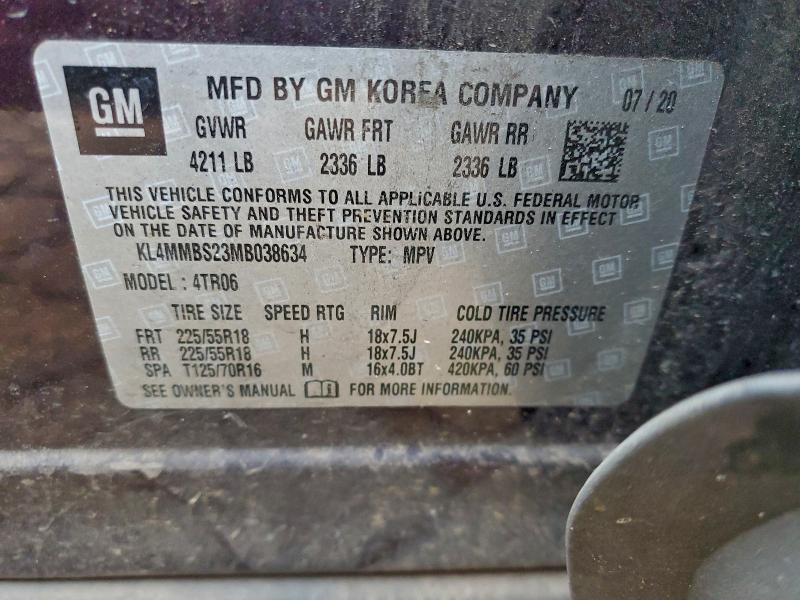 GM
MFD BY GM KOREA COMPANY 07/20
GVWR GAWR FRT GAWR RR
4211 LB 2336 LB 2336 LB
THIS VEHICLE CONFORMS TO ALL APPLICABLE U.S. FEDERAL MOTOR
VEHICLE SAFETY AND THEFT PREVENTION STANDARDS IN EFFECT
ON THE DATE OF MANUFACTURE SHOWN ABOVE.
KL4MMBS23MB038634 TYPE: MPV
MODEL : 4TR06
TIRE SIZE SPEED RTG RIM COLD TIRE PRESSURE
FRT 225/55R18 H 18x7.5J 240KPA, 35 PSI
RR 225/55R18 H 18x7.5J 240KPA, 35 PSI
SPA T125/70R16 M 16x4.0BT 420KPA, 60 PSI
SEE OWNER'S MANUAL FOR MORE INFORMATION.